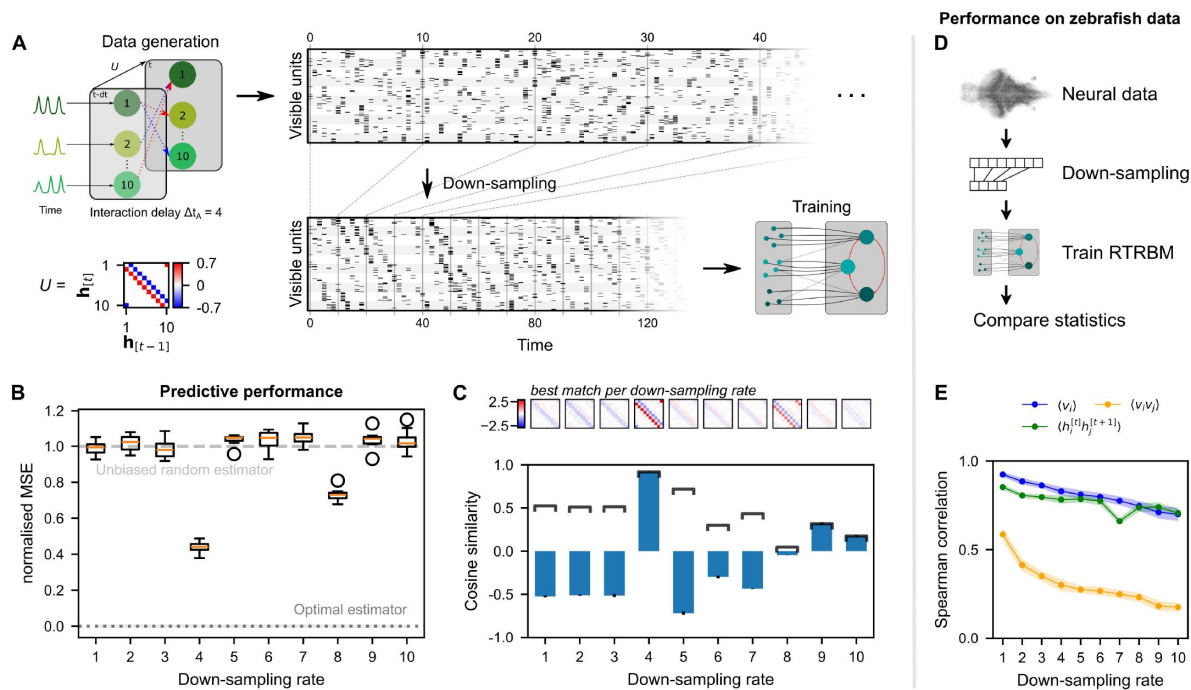 Performance on zebrafish data
A
Data generation
U
t
t-dt
1
1
2
2
10
10
Time
Interaction delay Δt_A = 4
U =
h[t]
1
10
1
10
h[t − 1]
0.7
0
-0.7
0
10
20
30
40
Visible units
...
Down-sampling
Visible units
0
40
80
120
Time
Training
D
Neural data
Down-sampling
Train RTRBM
Compare statistics
B
Predictive performance
normalised MSE
1.2
1.0
0.8
0.6
0.4
0.2
0.0
Unbiased random estimator
Optimal estimator
1 2 3 4 5 6 7 8 9 10
Down-sampling rate
C
best match per down-sampling rate
2.5
−2.5
Cosine similarity
1.0
0.5
0.0
-0.5
-1.0
1 2 3 4 5 6 7 8 9 10
Down-sampling rate
E
⟨v_i⟩
⟨v_i v_j⟩
⟨h_i^[t] h_j^[t+1]⟩
Spearman correlation
1.0
0.5
0.0
1 2 3 4 5 6 7 8 9 10
Down-sampling rate